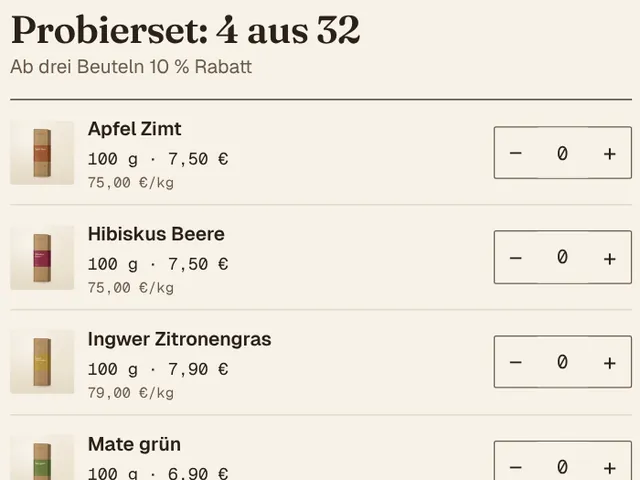 Probierset: 4 aus 32
Ab drei Beuteln 10 % Rabatt
Apfel Zimt
100 g · 7,50 €
75,00 €/kg
− 0 +
Hibiskus Beere
100 g · 7,50 €
75,00 €/kg
− 0 +
Ingwer Zitronengras
100 g · 7,90 €
79,00 €/kg
− 0 +
Mate grün
100 g · 6,90 €
− 0 +